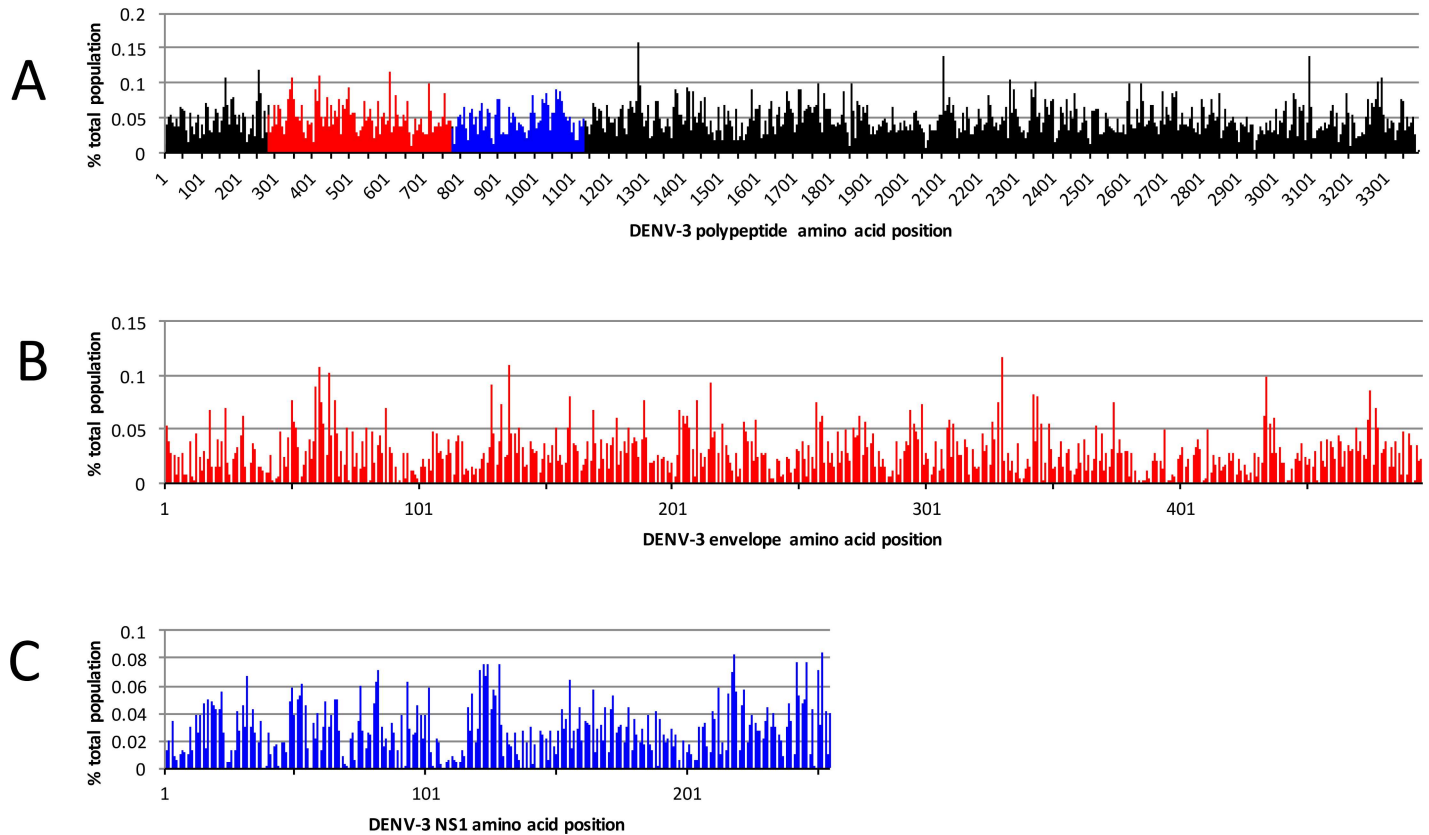 A
% total population
0.2
0.15
0.1
0.05
0
1 101 201 301 401 501 601 701 801 901 1001 1101 1201 1301 1401 1501 1601 1701 1801 1901 2001 2101 2201 2301 2401 2501 2601 2701 2801 2901 3001 3101 3201 3301
DENV-3 polypeptide amino acid position
B
% total population
0.15
0.1
0.05
0
1 101 201 301 401
DENV-3 envelope amino acid position
C
% total population
0.1
0.08
0.06
0.04
0.02
0
1 101 201
DENV-3 NS1 amino acid position